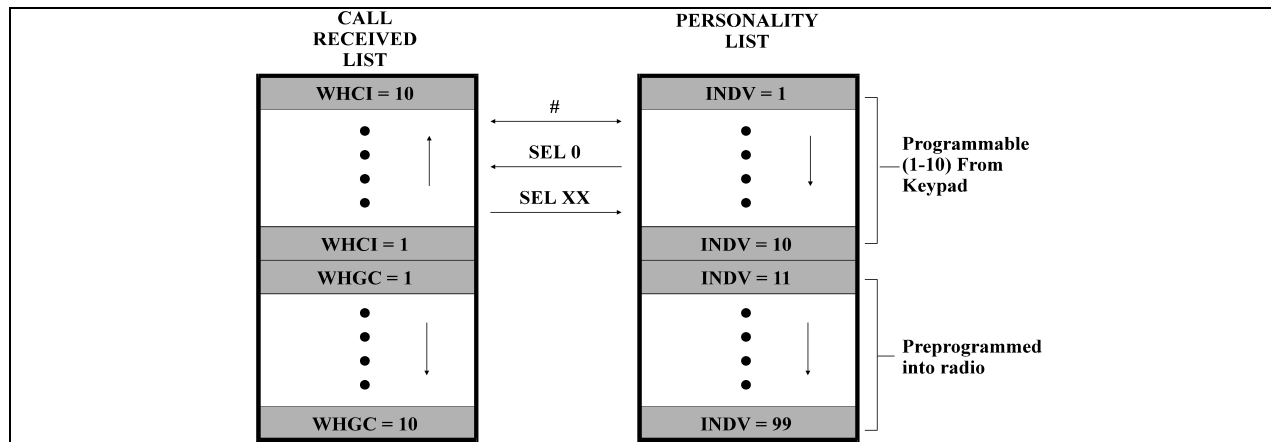 CALL
RECEIVED
LIST
WHCI = 10
WHCI = 1
WHGC = 1
WHGC = 10
#
SEL 0
SEL XX
PERSONALITY
LIST
INDV = 1
INDV = 10
INDV = 11
INDV = 99
Programmable
(1-10) From
Keypad
Preprogrammed
into radio